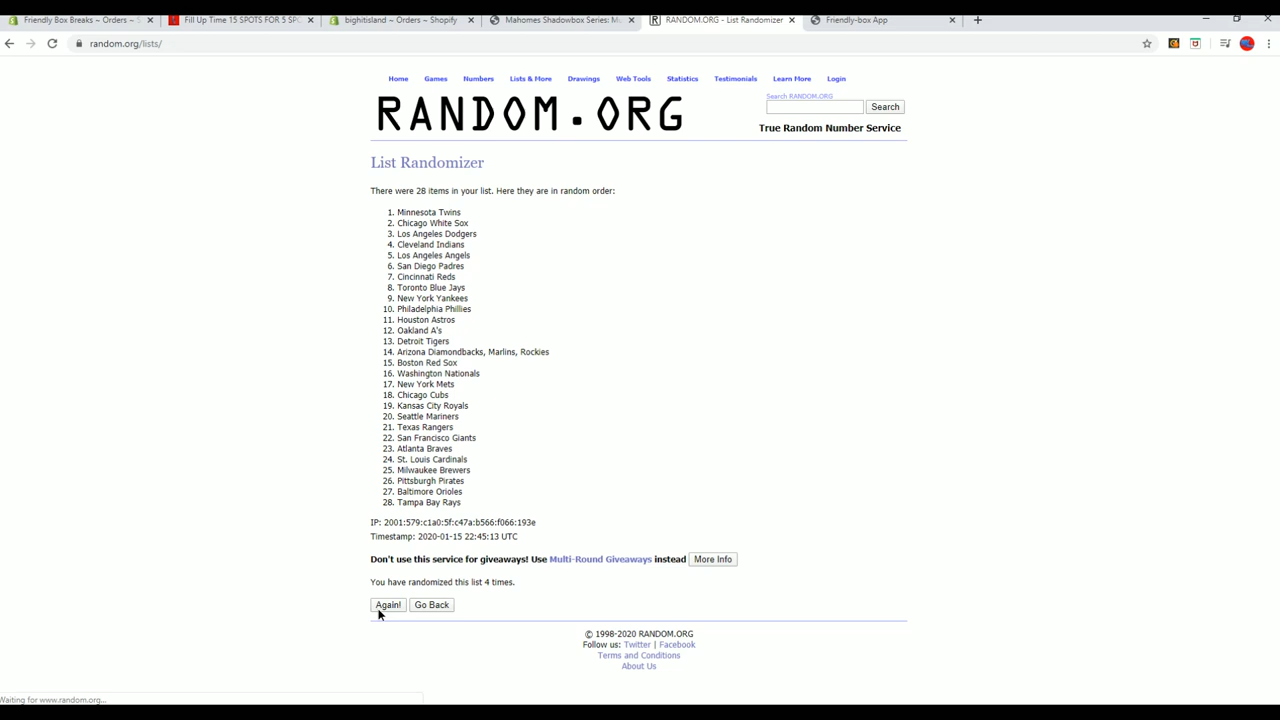 Friendly Box Breaks ~ Orders ~ S
Fill Up Time 15 SPOTS FOR 5 SPO
bighitisland ~ Orders ~ Shopify
Mahomes Shadowbox Series: Mu
RANDOM.ORG - List Randomizer
Friendly-box App
random.org/lists/
Home Games Numbers Lists & More Drawings Web Tools Statistics Testimonials Learn More Login
RANDOM.ORG
Search RANDOM.ORG
Search
True Random Number Service
List Randomizer
There were 28 items in your list. Here they are in random order:
1. Minnesota Twins
2. Chicago White Sox
3. Los Angeles Dodgers
4. Cleveland Indians
5. Los Angeles Angels
6. San Diego Padres
7. Cincinnati Reds
8. Toronto Blue Jays
9. New York Yankees
10. Philadelphia Phillies
11. Houston Astros
12. Oakland A's
13. Detroit Tigers
14. Arizona Diamondbacks, Marlins, Rockies
15. Boston Red Sox
16. Washington Nationals
17. New York Mets
18. Chicago Cubs
19. Kansas City Royals
20. Seattle Mariners
21. Texas Rangers
22. San Francisco Giants
23. Atlanta Braves
24. St. Louis Cardinals
25. Milwaukee Brewers
26. Pittsburgh Pirates
27. Baltimore Orioles
28. Tampa Bay Rays
IP: 2001:579:c1a0:5f:c47a:b566:f066:193e
Timestamp: 2020-01-15 22:45:13 UTC
Don't use this service for giveaways! Use Multi-Round Giveaways instead More Info
You have randomized this list 4 times.
Again! Go Back
© 1998-2020 RANDOM.ORG
Follow us: Twitter | Facebook
Terms and Conditions
About Us
Waiting for www.random.org...